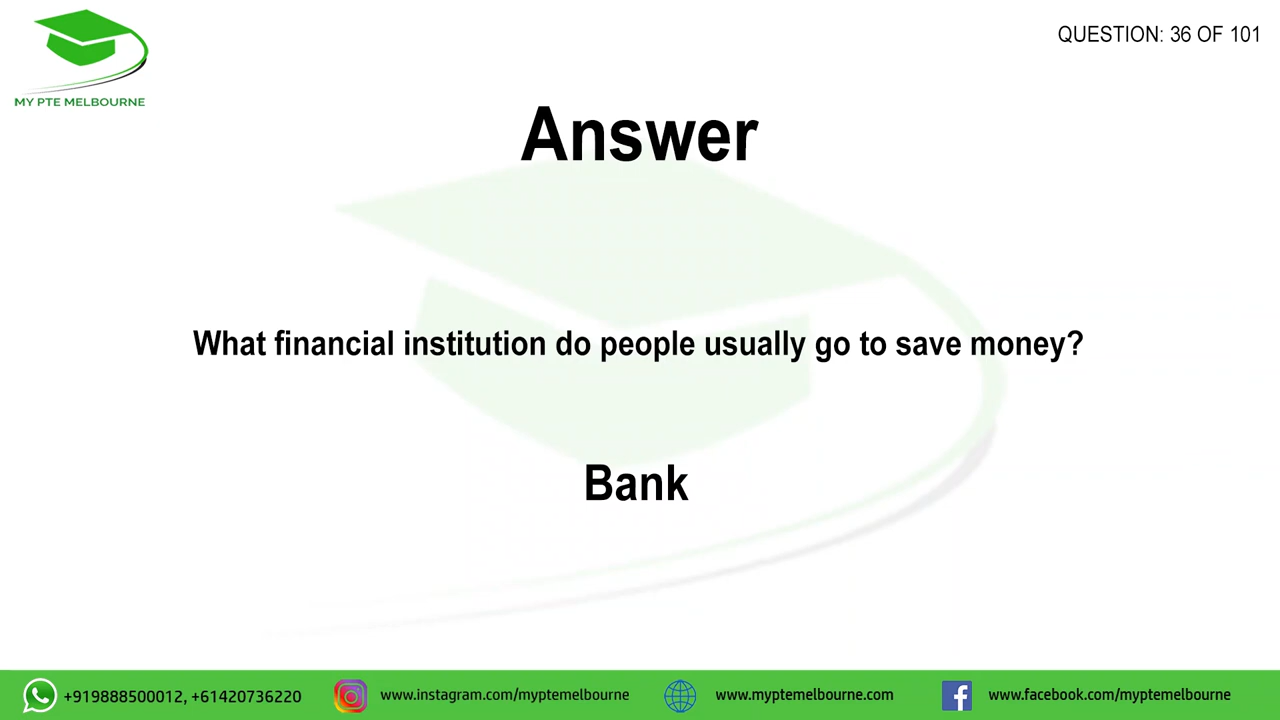 QUESTION: 36 OF 101
MY PTE MELBOURNE
Answer
What financial institution do people usually go to save money?
Bank
+919888500012, +61420736220 www.instagram.com/myptemelbourne www.myptemelbourne.com www.facebook.com/myptemelbourne